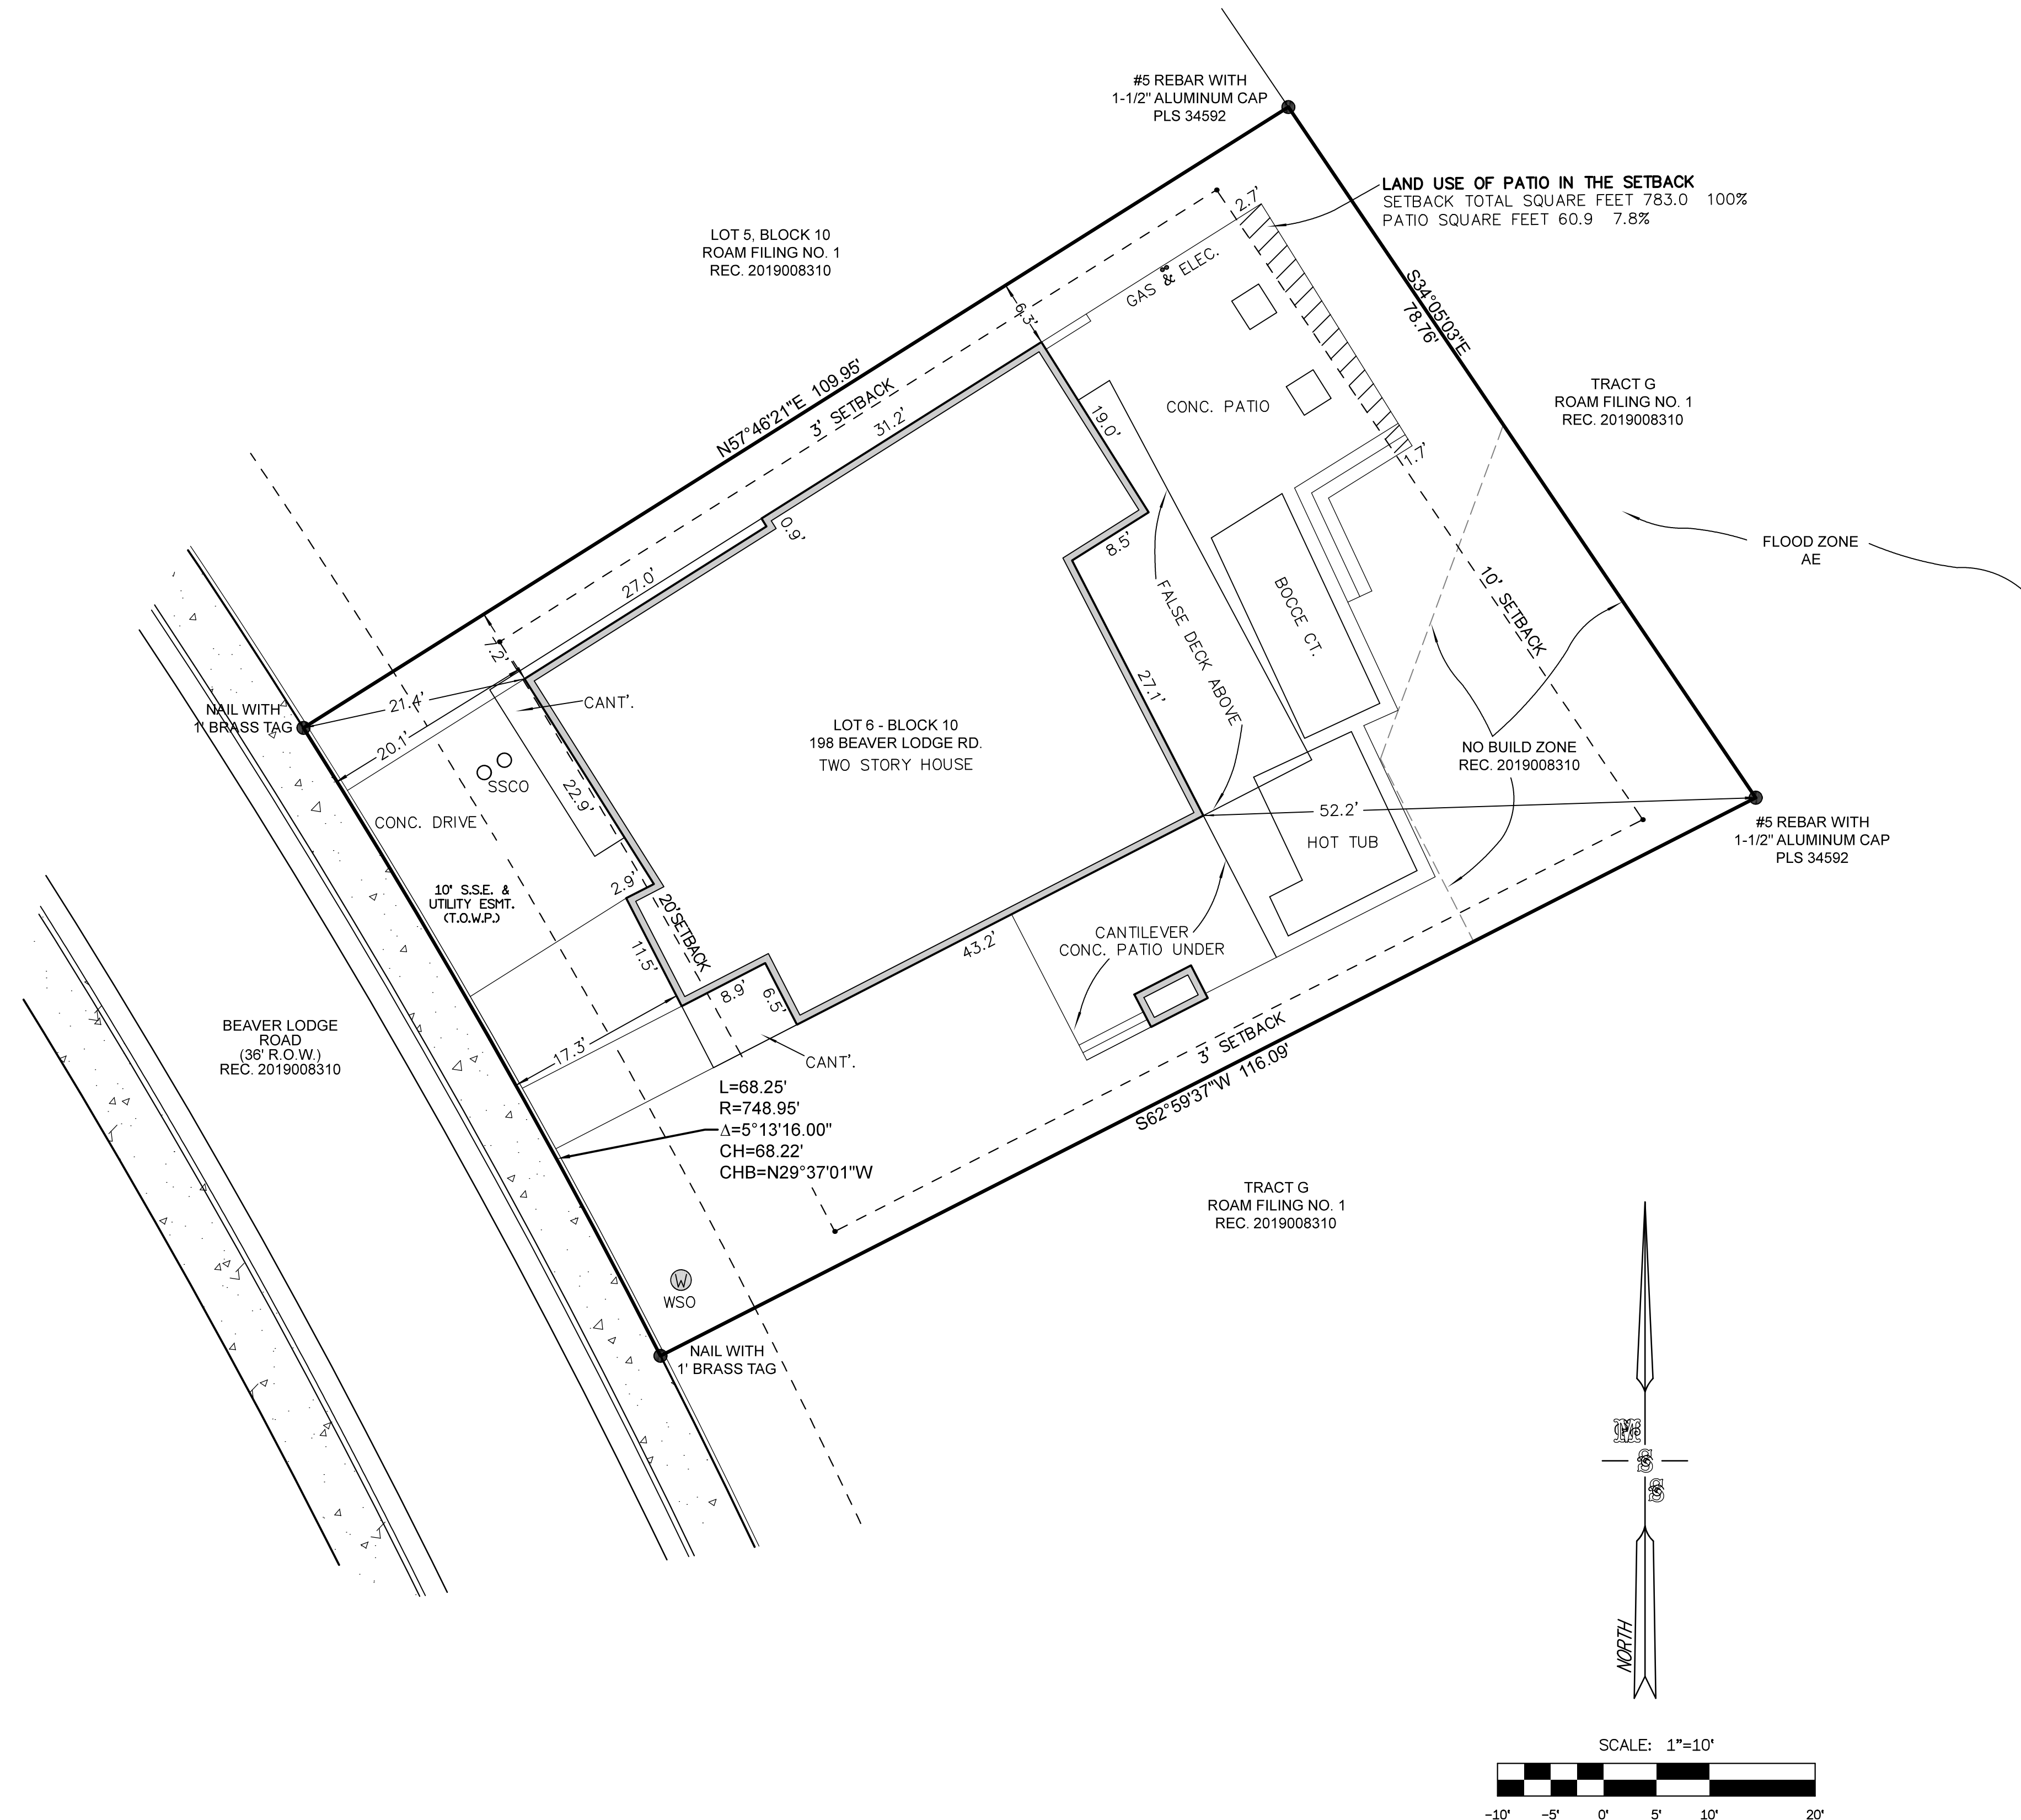 #5 REBAR WITH
1-1/2" ALUMINUM CAP
PLS 34592
LAND USE OF PATIO IN THE SETBACK
SETBACK TOTAL SQUARE FEET 783.0 100%
PATIO SQUARE FEET 60.9 7.8%
2.7'
LOT 5, BLOCK 10
ROAM FILING NO. 1
REC. 2019008310
GAS & ELEC.
6.3'
S34°05'03"E
78.76'
N57°46'21"E 109.95'
3' SETBACK
31.2'
19.0'
CONC. PATIO
TRACT G
ROAM FILING NO. 1
REC. 2019008310
1.7'
0.9'
8.5'
FLOOD ZONE
AE
27.0'
7.2'
BOCCE CT.
10' SETBACK
FALSE DECK ABOVE
27.1'
NAIL WITH
1' BRASS TAG
21.4'
20.1'
CANT'.
SSCO
22.9'
LOT 6 - BLOCK 10
198 BEAVER LODGE RD.
TWO STORY HOUSE
NO BUILD ZONE
REC. 2019008310
CONC. DRIVE
52.2'
HOT TUB
#5 REBAR WITH
1-1/2" ALUMINUM CAP
PLS 34592
10' S.S.E. &
UTILITY ESMT.
(T.O.W.P.)
2.9'
20' SETBACK
11.5'
8.9'
6.5'
43.2'
CANTILEVER
CONC. PATIO UNDER
BEAVER LODGE
ROAD
(36' R.O.W.)
REC. 2019008310
17.3'
CANT'.
3' SETBACK
S62°59'37"W 116.09'
L=68.25'
R=748.95'
Δ=5°13'16.00"
CH=68.22'
CHB=N29°37'01"W
TRACT G
ROAM FILING NO. 1
REC. 2019008310
W
WSO
NAIL WITH
1' BRASS TAG
S
S
NORTH
SCALE: 1"=10'
-10' -5' 0' 5' 10' 20'